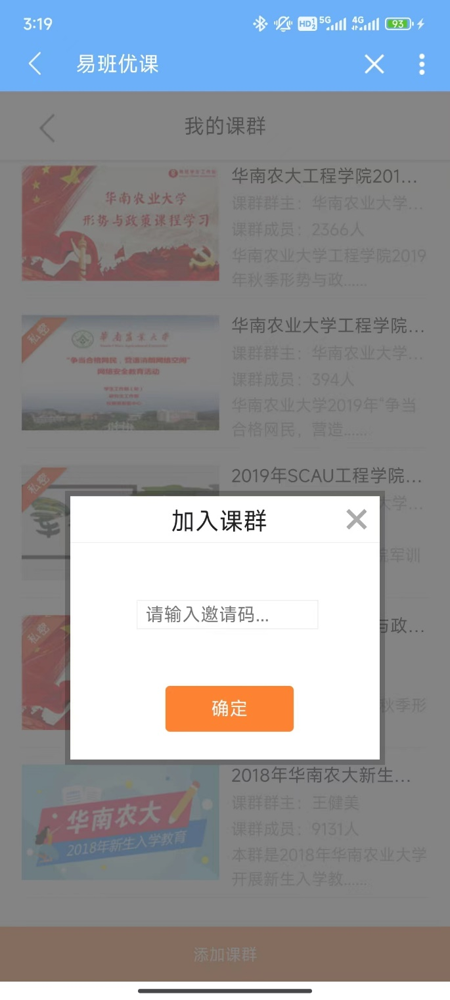 3:19
HD 1 2
5G
4G
93
易班优课
我的课群
华南农业大学
形势与政策课程学习
华南农大工程学院201...
课群群主：华南农业大学...
课群成员：2366人
华南农业大学工程学院2019
年秋季形势与政......
私密
華南農業大學
“争当合格网民，营造清朗网络空间”
网络安全教育活动
华南农业大学工程学院...
课群群主：华南农业大学...
课群成员：394人
华南农业大学2019年“争当
合格网民，营造......
私密
2019年SCAU工程学院...
大学...
院军训
加入课群
请输入邀请码...
确定
私密
与政...
秋季形
华南农大
2018年新生入学教育
2018年华南农大新生...
课群群主：王健美
课群成员：9131人
本群是2018年华南农业大学
开展新生入学教......
添加课群